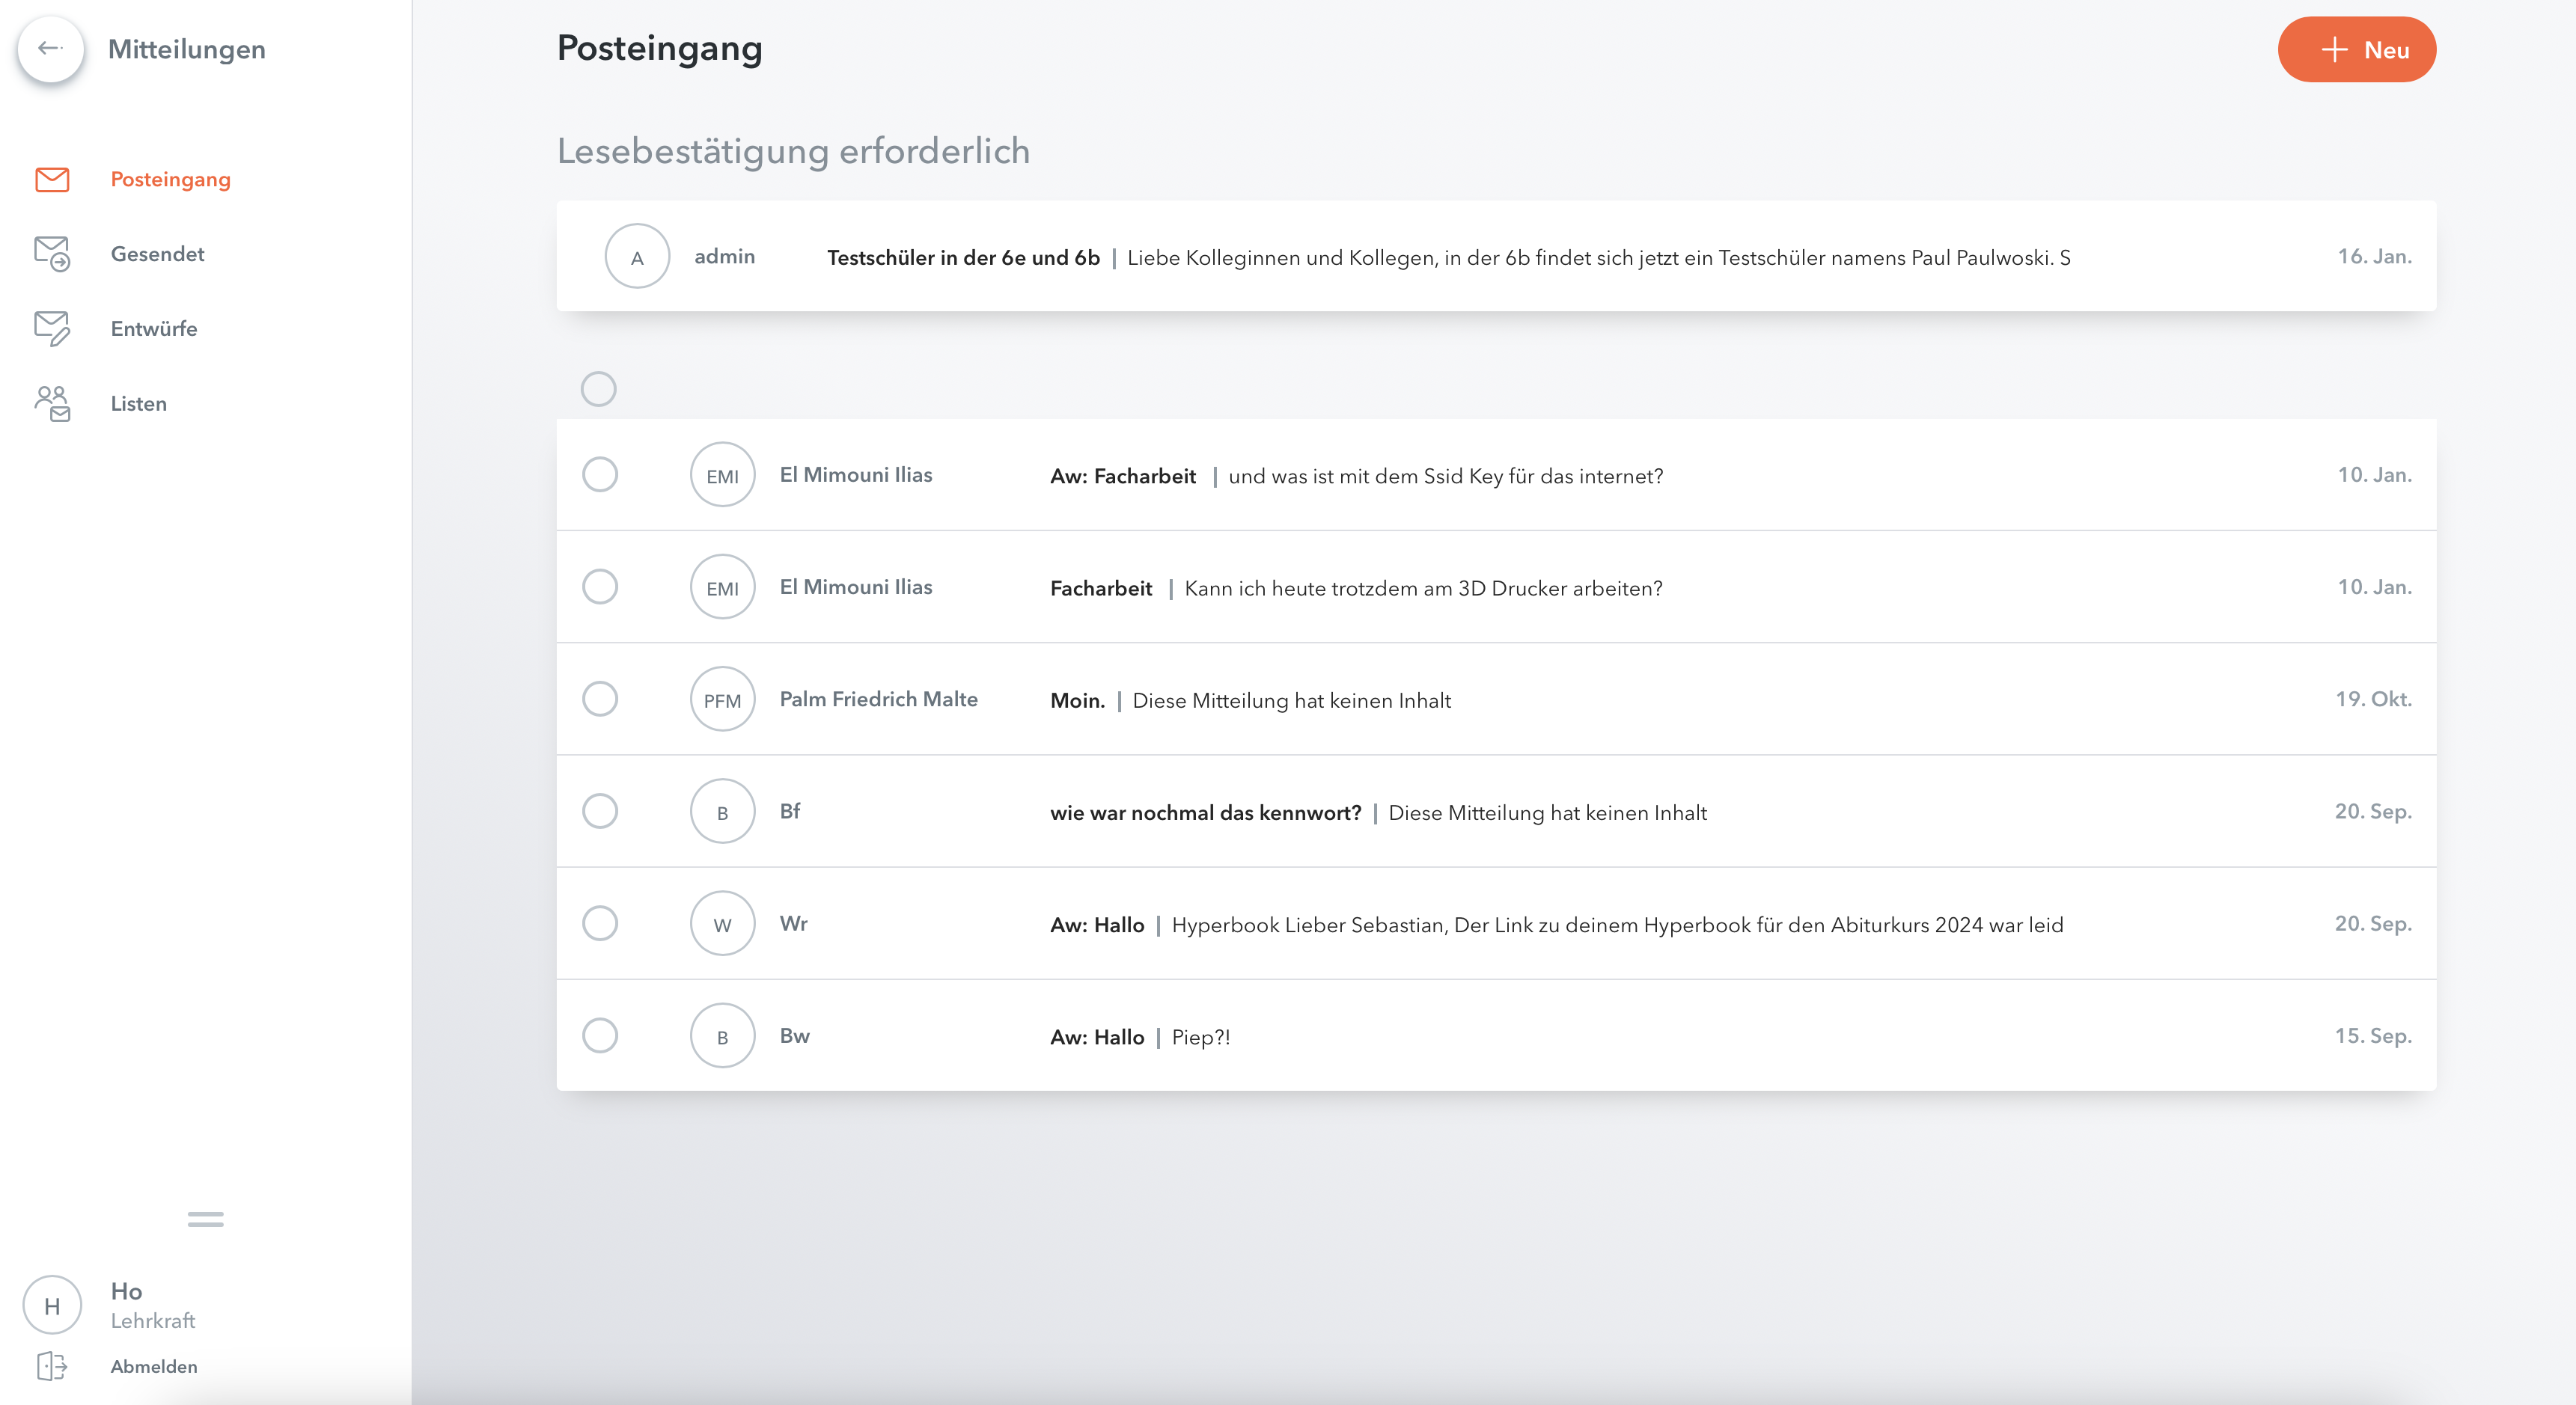 Mitteilungen
Posteingang
Gesendet
Entwürfe
Listen
H
Ho
Lehrkraft
Abmelden
Posteingang
Neu
Lesebestätigung erforderlich
A admin Testschüler in der 6e und 6b | Liebe Kolleginnen und Kollegen, in der 6b findet sich jetzt ein Testschüler namens Paul Paulwoski. S 16. Jan.
EMI El Mimouni Ilias Aw: Facharbeit | und was ist mit dem Ssid Key für das internet? 10. Jan.
EMI El Mimouni Ilias Facharbeit | Kann ich heute trotzdem am 3D Drucker arbeiten? 10. Jan.
PFM Palm Friedrich Malte Moin. | Diese Mitteilung hat keinen Inhalt 19. Okt.
B Bf wie war nochmal das kennwort? | Diese Mitteilung hat keinen Inhalt 20. Sep.
W Wr Aw: Hallo | Hyperbook Lieber Sebastian, Der Link zu deinem Hyperbook für den Abiturkurs 2024 war leid 20. Sep.
B Bw Aw: Hallo | Piep?! 15. Sep.